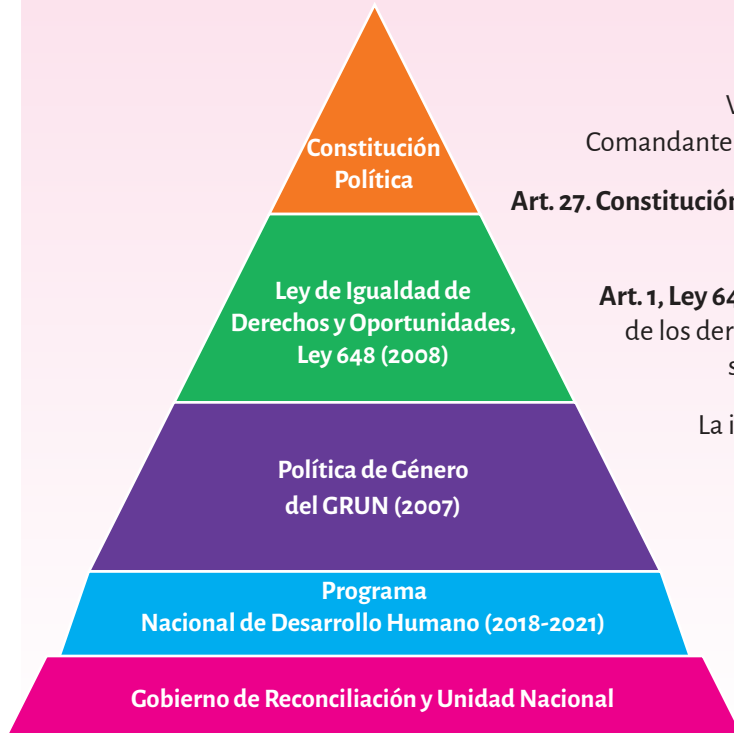 Constitución
Política
Comandante
Art. 27. Constitución
Art. 1, Ley 64
de los der
La i
Ley de Igualdad de
Derechos y Oportunidades,
Ley 648 (2008)
Política de Género
del GRUN (2007)
Programa
Nacional de Desarrollo Humano (2018-2021)
Gobierno de Reconciliación y Unidad Nacional